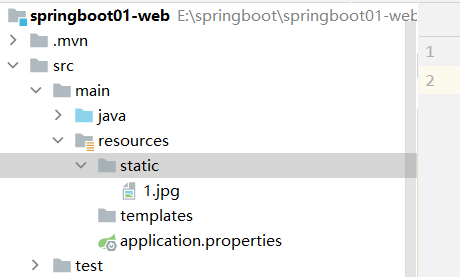 springboot01-web E:\springboot\springboot01-web
.mvn
src
main
java
resources
static
1.jpg
templates
application.properties
test
1
2